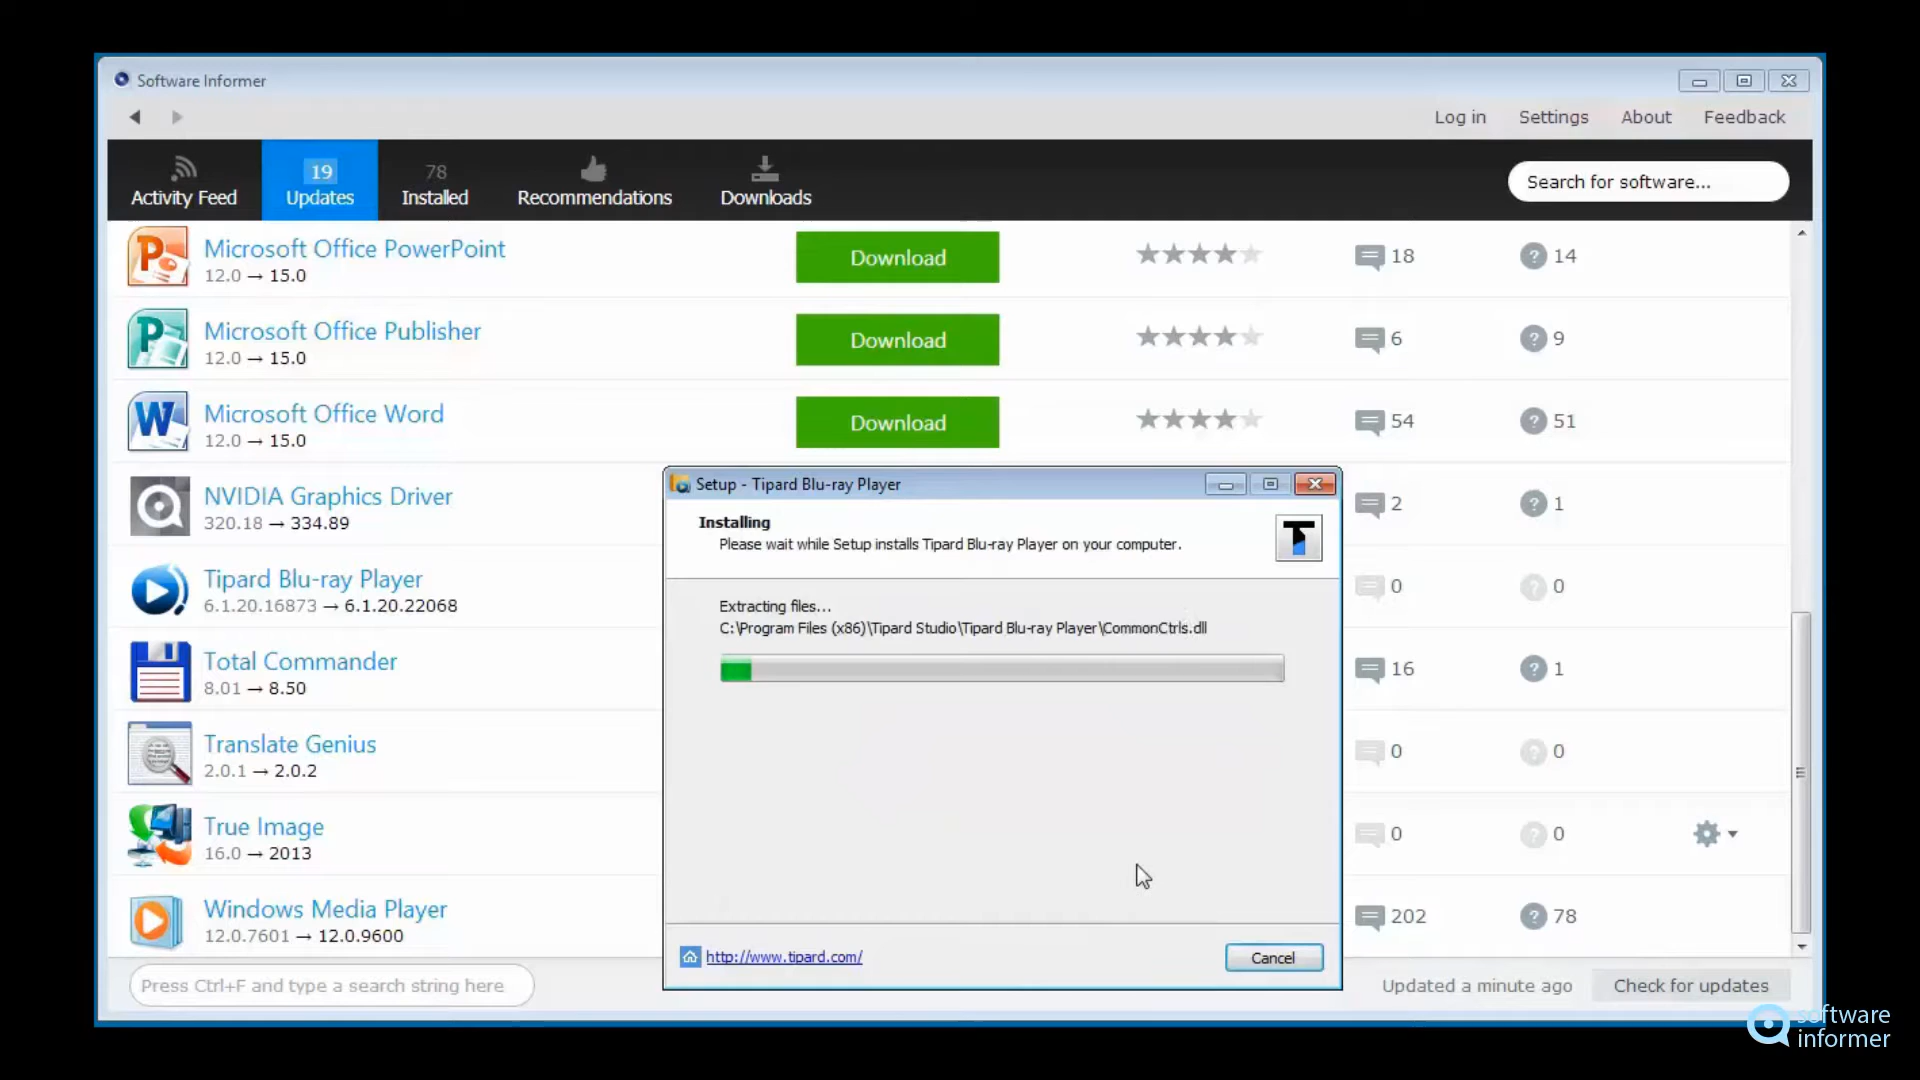 Software Informer
Log in Settings About Feedback
19 78
Activity Feed Updates Installed Recommendations Downloads Search for software...
Microsoft Office PowerPoint
12.0 → 15.0
Download 18 ? 14
Microsoft Office Publisher
12.0 → 15.0
Download 6 ? 9
Microsoft Office Word
12.0 → 15.0
Download 54 ? 51
NVIDIA Graphics Driver
320.18 → 334.89
2 ? 1
Tipard Blu-ray Player
6.1.20.16873 → 6.1.20.22068
0 ? 0
Total Commander
8.01 → 8.50
16 ? 1
Translate Genius
2.0.1 → 2.0.2
0 ? 0
True Image
16.0 → 2013
0 ? 0
Windows Media Player
12.0.7601 → 12.0.9600
202 ? 78
Setup - Tipard Blu-ray Player
Installing
Please wait while Setup installs Tipard Blu-ray Player on your computer.
Extracting files...
C:\Program Files (x86)\Tipard Studio\Tipard Blu-ray Player\CommonCtrls.dll
http://www.tipard.com/ Cancel
Press Ctrl+F and type a search string here Updated a minute ago Check for updates
software
informer